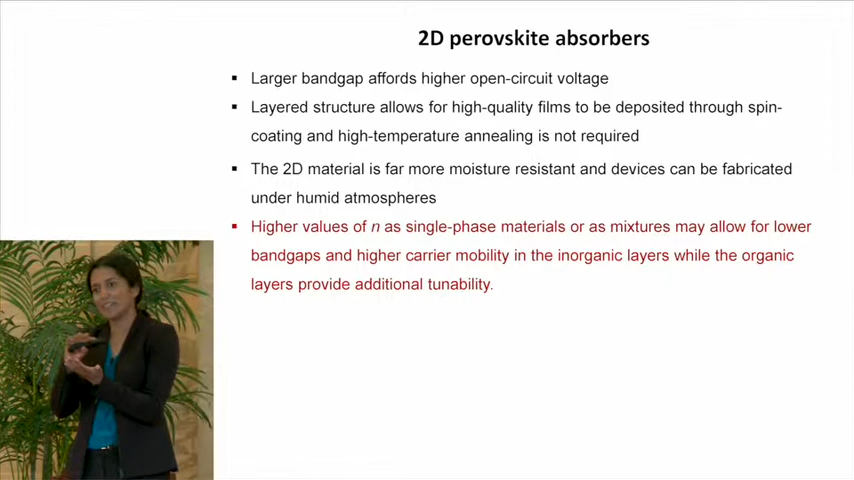 2D perovskite absorbers
▪ Larger bandgap affords higher open-circuit voltage
▪ Layered structure allows for high-quality films to be deposited through spin-
coating and high-temperature annealing is not required
▪ The 2D material is far more moisture resistant and devices can be fabricated
under humid atmospheres
▪ Higher values of n as single-phase materials or as mixtures may allow for lower
bandgaps and higher carrier mobility in the inorganic layers while the organic
layers provide additional tunability.